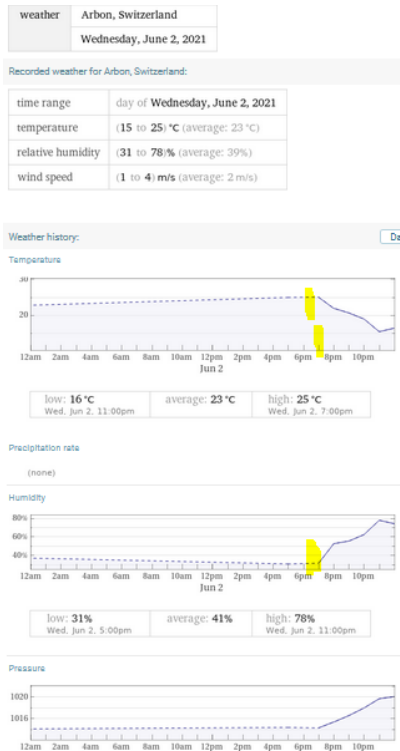 weather Arbon, Switzerland
Wednesday, June 2, 2021
Recorded weather for Arbon, Switzerland:
time range day of Wednesday, June 2, 2021
temperature (15 to 25) °C (average: 23 °C)
relative humidity (31 to 78)% (average: 39%)
wind speed (1 to 4) m/s (average: 2 m/s)
Weather history:
Da
Temperature
30
20
12am 2am 4am 6am 8am 10am 12pm 2pm 4pm 6pm 8pm 10pm
Jun 2
low: 16 °C average: 23 °C high: 25 °C
Wed, Jun 2, 11:00pm Wed, Jun 2, 7:00pm
Precipitation rate
(none)
Humidity
80%
60%
40%
12am 2am 4am 6am 8am 10am 12pm 2pm 4pm 6pm 8pm 10pm
Jun 2
low: 31% average: 41% high: 78%
Wed, Jun 2, 5:00pm Wed, Jun 2, 11:00pm
Pressure
1020
1016
12am 2am 4am 6am 8am 10am 12pm 2pm 4pm 6pm 8pm 10pm